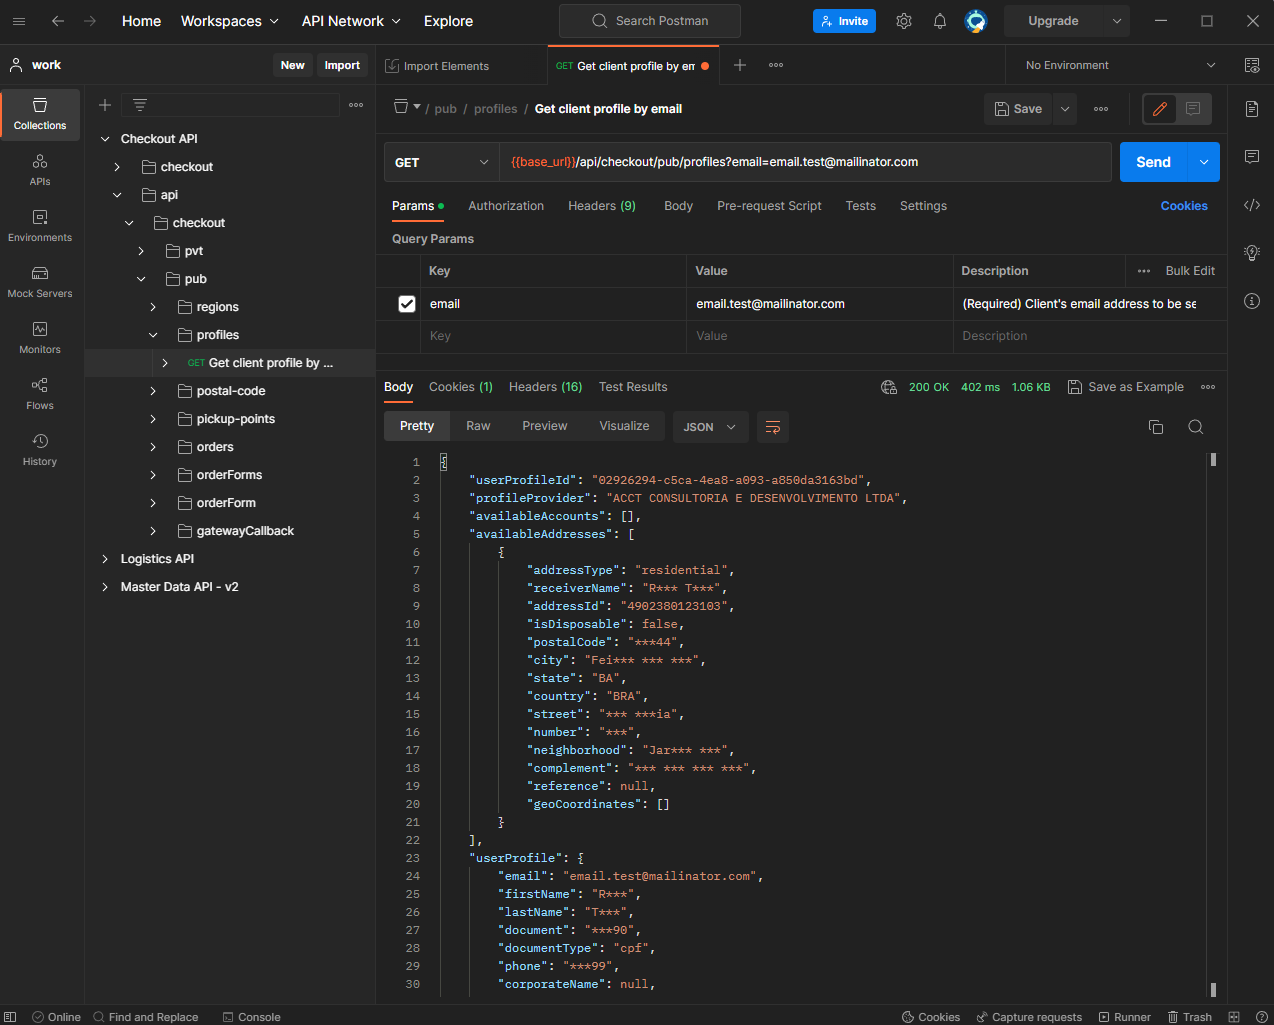 Home Workspaces API Network Explore Search Postman Invite Upgrade
work New Import Import Elements GET Get client profile by em No Environment
Collections
APIs
Environments
Mock Servers
Monitors
Flows
History
Checkout API
checkout
api
checkout
pvt
pub
regions
profiles
GET Get client profile by ...
postal-code
pickup-points
orders
orderForms
orderForm
gatewayCallback
Logistics API
Master Data API - v2
/ pub / profiles / Get client profile by email Save
GET {{base_url}}/api/checkout/pub/profiles?email=email.test@mailinator.com Send
Params Authorization Headers (9) Body Pre-request Script Tests Settings Cookies
Query Params
Key Value Description Bulk Edit
email email.test@mailinator.com (Required) Client's email address to be se
Key Value Description
Body Cookies (1) Headers (16) Test Results 200 OK 402 ms 1.06 KB Save as Example
Pretty Raw Preview Visualize JSON
1 {
2 "userProfileId": "02926294-c5ca-4ea8-a093-a850da3163bd",
3 "profileProvider": "ACCT CONSULTORIA E DESENVOLVIMENTO LTDA",
4 "availableAccounts": [],
5 "availableAddresses": [
6 {
7 "addressType": "residential",
8 "receiverName": "R*** T***",
9 "addressId": "4902380123103",
10 "isDisposable": false,
11 "postalCode": "***44",
12 "city": "Fei*** *** ***",
13 "state": "BA",
14 "country": "BRA",
15 "street": "*** ***ia",
16 "number": "***",
17 "neighborhood": "Jar*** ***",
18 "complement": "*** *** *** ***",
19 "reference": null,
20 "geoCoordinates": []
21 }
22 ],
23 "userProfile": {
24 "email": "email.test@mailinator.com",
25 "firstName": "R***",
26 "lastName": "T***",
27 "document": "***90",
28 "documentType": "cpf",
29 "phone": "***99",
30 "corporateName": null,
Online Find and Replace Console Cookies Capture requests Runner Trash